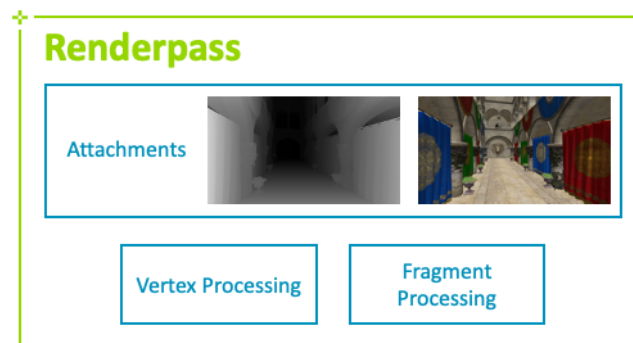 Renderpass
Attachments
Vertex Processing
Fragment
Processing